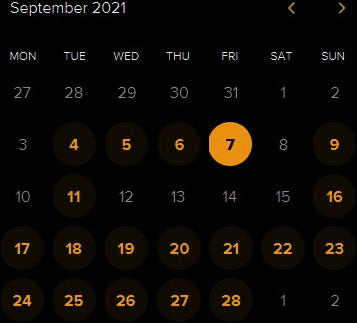 September 2021 < >
MON TUE WED THU FRI SAT SUN
27 28 29 30 31 1 2
3 4 5 6 7 8 9
10 11 12 13 14 15 16
17 18 19 20 21 22 23
24 25 26 27 28 1 2